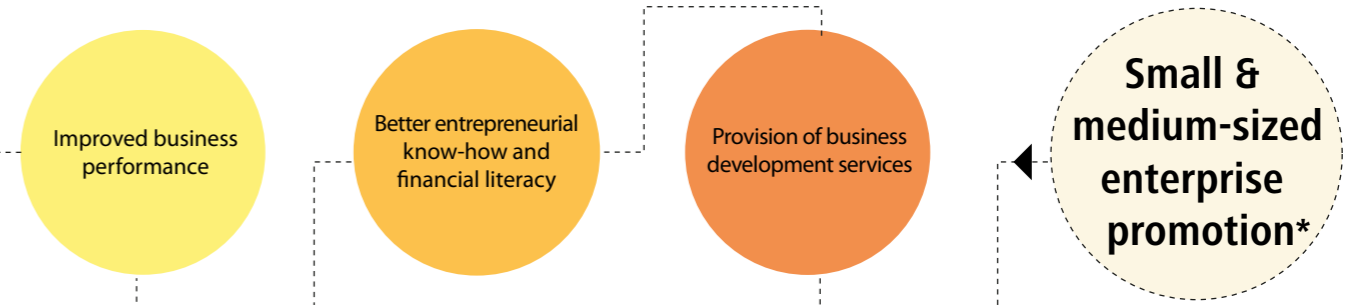 Improved business
performance
Better entrepreneurial
know-how and
financial literacy
Provision of business
development services
Small &
medium-sized
enterprise
promotion*